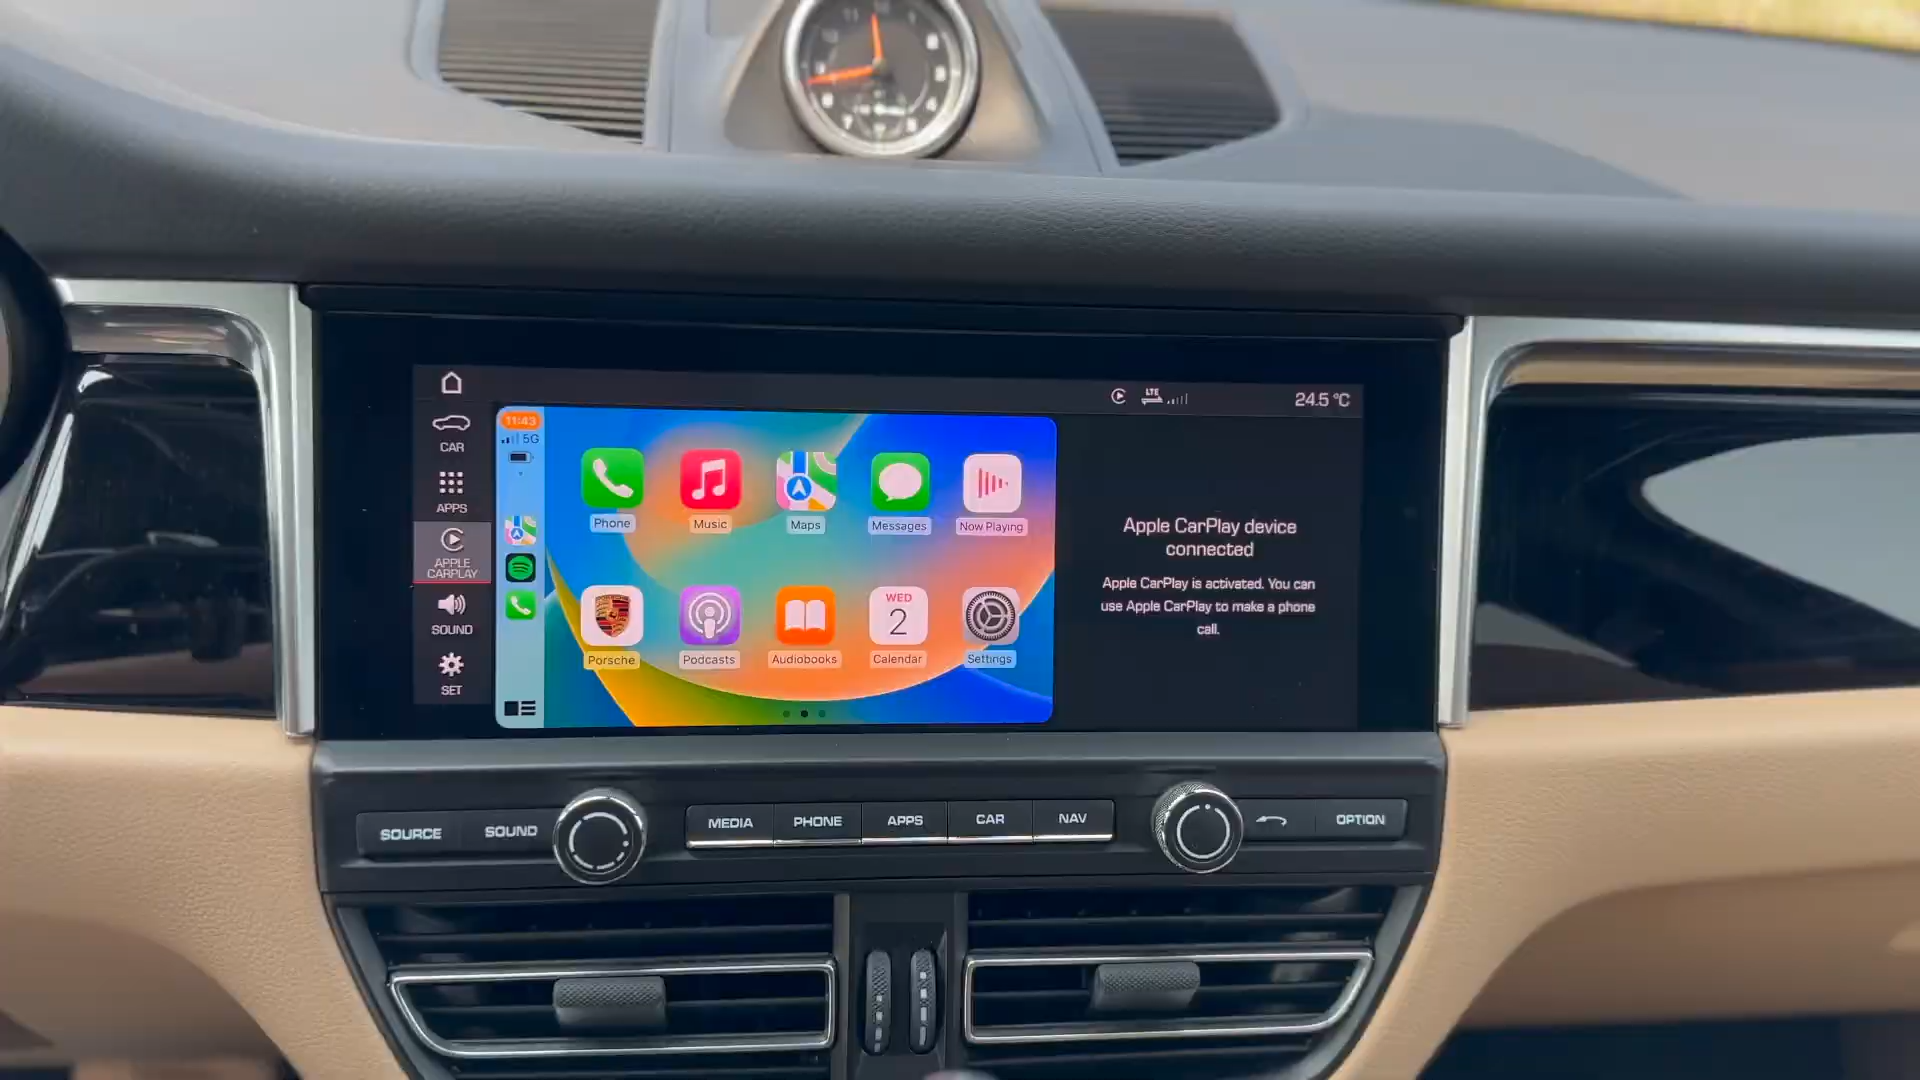 11
LTE
24.5 °C
CAR
APPS
APPLE
CARPLAY
SOUND
SET
11:43
5G
Phone
Music
Maps
Messages
Now Playing
WED
2
Porsche
Podcasts
Audiobooks
Calendar
Settings
Apple CarPlay device
connected
Apple CarPlay is activated. You can
use Apple CarPlay to make a phone
call.
SOURCE
SOUND
MEDIA
PHONE
APPS
CAR
NAV
OPTION